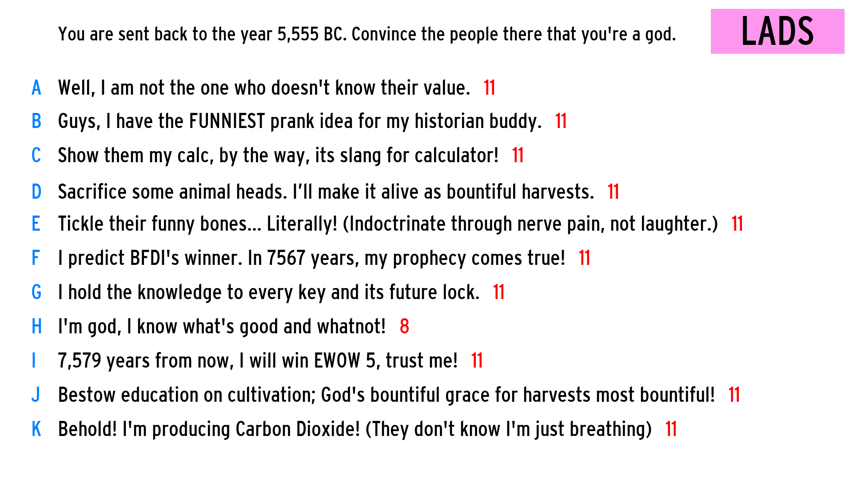 You are sent back to the year 5,555 BC. Convince the people there that you're a god.
LADS
A Well, I am not the one who doesn't know their value. 11
B Guys, I have the FUNNIEST prank idea for my historian buddy. 11
C Show them my calc, by the way, its slang for calculator! 11
D Sacrifice some animal heads. I’ll make it alive as bountiful harvests. 11
E Tickle their funny bones... Literally! (Indoctrinate through nerve pain, not laughter.) 11
F I predict BFDI's winner. In 7567 years, my prophecy comes true! 11
G I hold the knowledge to every key and its future lock. 11
H I'm god, I know what's good and whatnot! 8
I 7,579 years from now, I will win EWOW 5, trust me! 11
J Bestow education on cultivation; God's bountiful grace for harvests most bountiful! 11
K Behold! I'm producing Carbon Dioxide! (They don't know I'm just breathing) 11